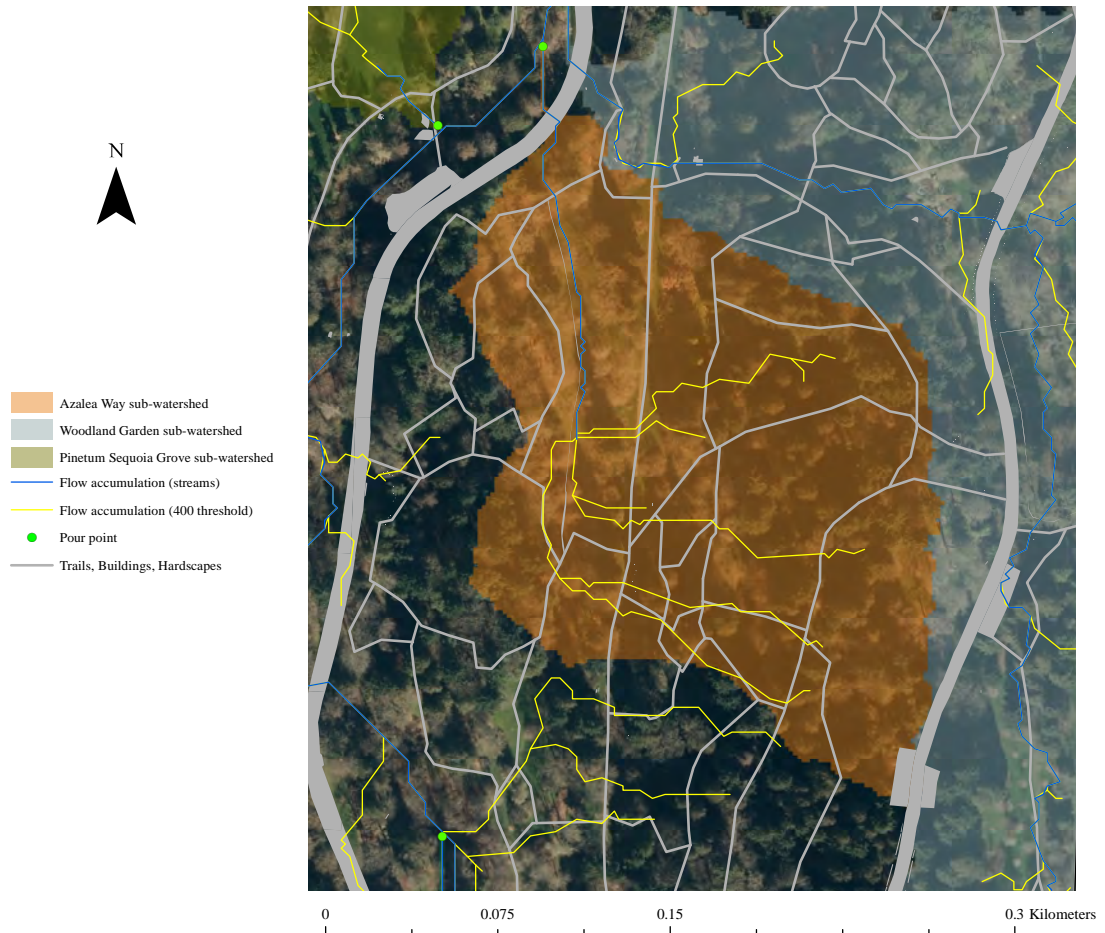 N
Azalea Way sub-watershed
Woodland Garden sub-watershed
Pinetum Sequoia Grove sub-watershed
Flow accumulation (streams)
Flow accumulation (400 threshold)
Pour point
Trails, Buildings, Hardscapes
0 0.075 0.15 0.3 Kilometers